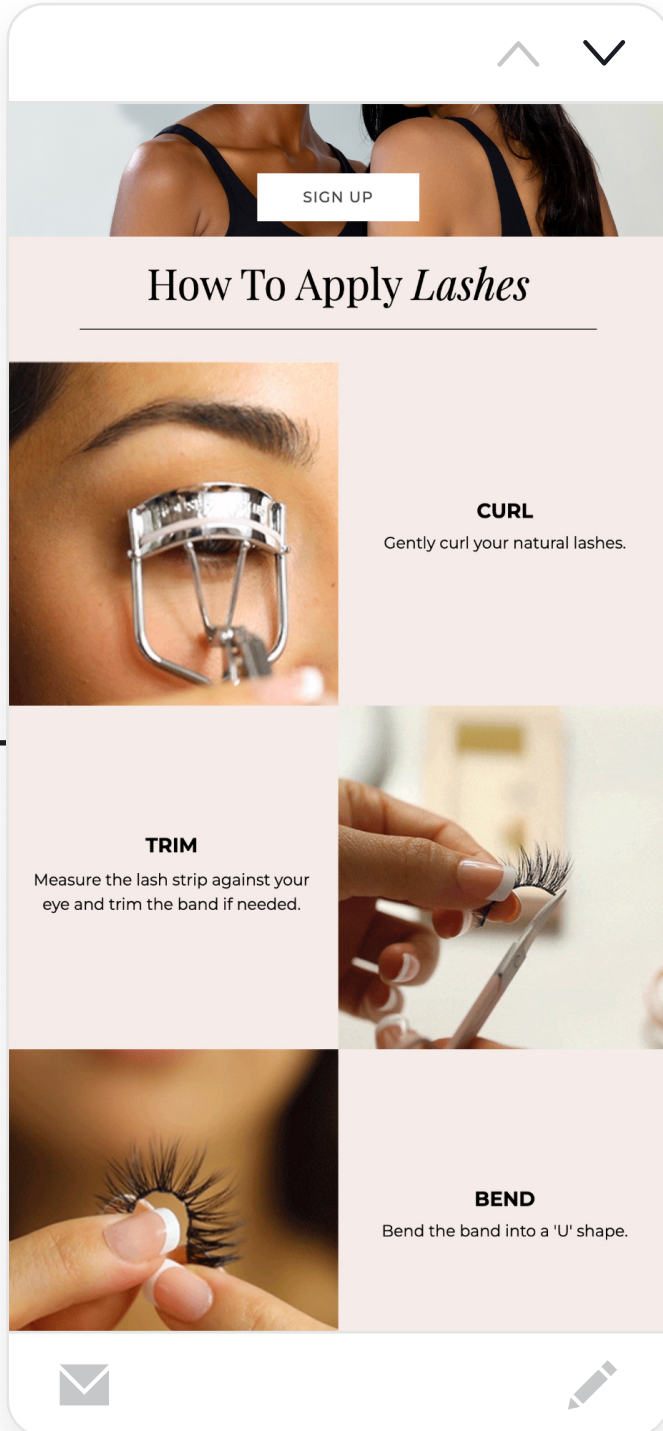 SIGN UP
How To Apply Lashes
CURL
Gently curl your natural lashes.
TRIM
Measure the lash strip against your
eye and trim the band if needed.
BEND
Bend the band into a 'U' shape.